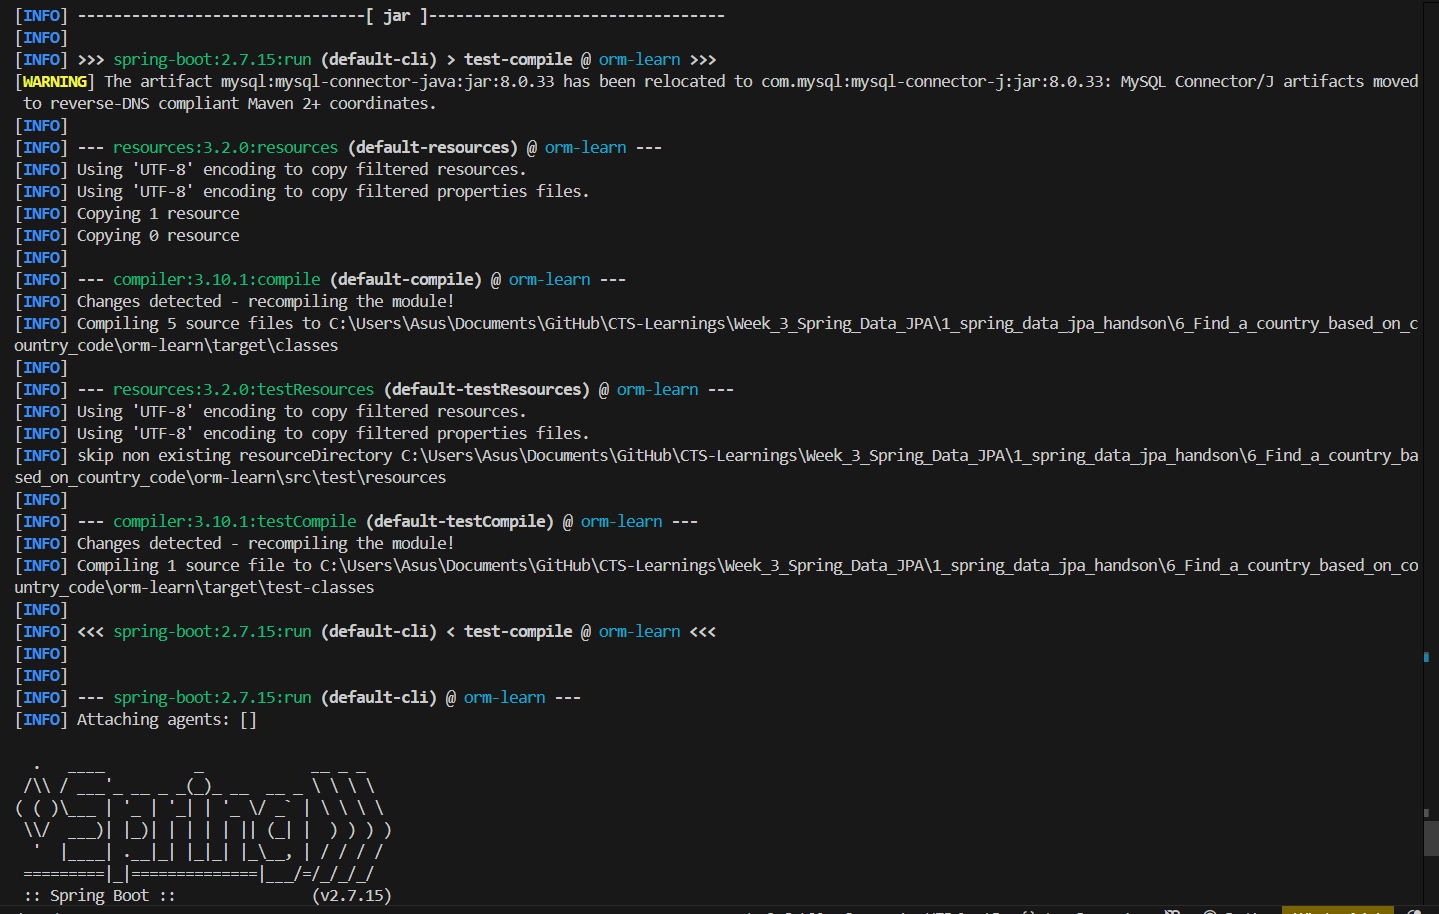 [INFO] --------------------------------[ jar ]---------------------------------
[INFO]
[INFO] >>> spring-boot:2.7.15:run (default-cli) > test-compile @ orm-learn >>>
[WARNING] The artifact mysql:mysql-connector-java:jar:8.0.33 has been relocated to com.mysql:mysql-connector-j:jar:8.0.33: MySQL Connector/J artifacts moved
 to reverse-DNS compliant Maven 2+ coordinates.
[INFO]
[INFO] --- resources:3.2.0:resources (default-resources) @ orm-learn ---
[INFO] Using 'UTF-8' encoding to copy filtered resources.
[INFO] Using 'UTF-8' encoding to copy filtered properties files.
[INFO] Copying 1 resource
[INFO] Copying 0 resource
[INFO]
[INFO] --- compiler:3.10.1:compile (default-compile) @ orm-learn ---
[INFO] Changes detected - recompiling the module!
[INFO] Compiling 5 source files to C:\Users\Asus\Documents\GitHub\CTS-Learnings\Week_3_Spring_Data_JPA\1_spring_data_jpa_handson\6_Find_a_country_based_on_c
ountry_code\orm-learn\target\classes
[INFO]
[INFO] --- resources:3.2.0:testResources (default-testResources) @ orm-learn ---
[INFO] Using 'UTF-8' encoding to copy filtered resources.
[INFO] Using 'UTF-8' encoding to copy filtered properties files.
[INFO] skip non existing resourceDirectory C:\Users\Asus\Documents\GitHub\CTS-Learnings\Week_3_Spring_Data_JPA\1_spring_data_jpa_handson\6_Find_a_country_ba
sed_on_country_code\orm-learn\src\test\resources
[INFO]
[INFO] --- compiler:3.10.1:testCompile (default-testCompile) @ orm-learn ---
[INFO] Changes detected - recompiling the module!
[INFO] Compiling 1 source file to C:\Users\Asus\Documents\GitHub\CTS-Learnings\Week_3_Spring_Data_JPA\1_spring_data_jpa_handson\6_Find_a_country_based_on_co
untry_code\orm-learn\target\test-classes
[INFO]
[INFO] <<< spring-boot:2.7.15:run (default-cli) < test-compile @ orm-learn <<<
[INFO]
[INFO]
[INFO] --- spring-boot:2.7.15:run (default-cli) @ orm-learn ---
[INFO] Attaching agents: []
  .   ____          _            __ _ _
 /\\ / ___'_ __ _ _(_)_ __  __ _ \ \ \ \
( ( )\___ | '_ | '_| | '_ \/ _` | \ \ \ \
 \\/  ___)| |_)| | | | | || (_| |  ) ) ) )
  '  |____| .__|_| |_|_| |_\__, | / / / /
 =========|_|==============|___/=/_/_/_/
 :: Spring Boot ::               (v2.7.15)